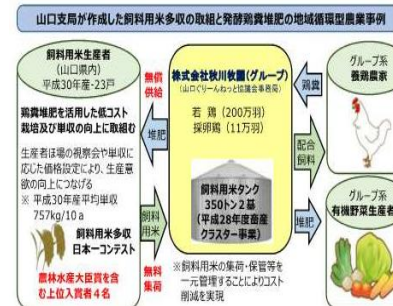 山口支局が作成した飼料用米多収の取組と発酵鶏糞堆肥の地域循環型農業事例
飼料用米生産者
(山口県内)
平成30年産-23戸
鶏糞堆肥を活用した低コスト
栽培及び単収の向上に取組む
生産者ほ場の視察会や単収に
応じた価格設定により、生産意
欲の向上につなげる
※ 平成30年産平均単収
757kg/10a
飼料用米多収
日本一コンテスト
農林水産大臣賞を含
む上位入賞者4名
無償
供給
堆肥
飼料
用米
無料
集荷
株式会社秋川牧園(グループ)
(山口ぐりーんねっと協議会事務局)
若 鶏 (200万羽)
採卵鶏 (11万羽)
飼料用米タンク
350トン2基
(平成28年度畜産
クラスター事業)
※飼料用米の集荷・保管等を
一元管理することによりコスト
削減を実現
鶏糞
配合
飼料
堆肥
グループ系
養鶏農家
グループ系
有機野菜生産者